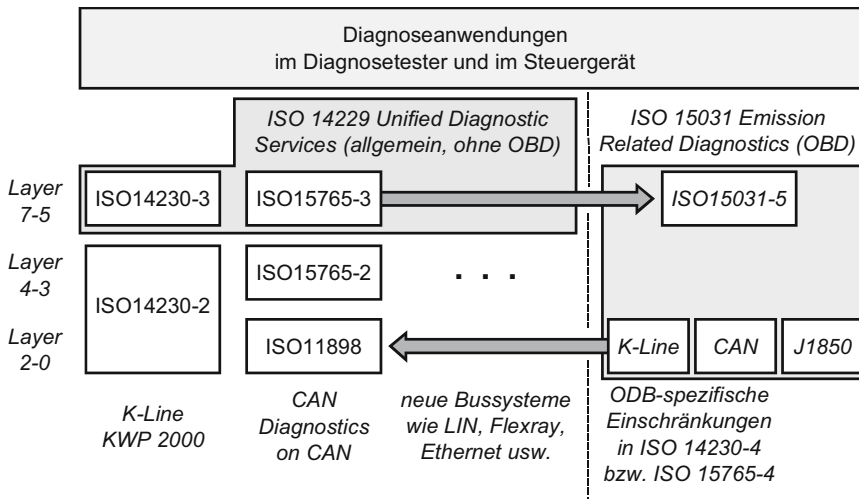 Diagnoseanwendungen
im Diagnosetester und im Steuergerät
ISO 14229 Unified Diagnostic
Services (allgemein, ohne OBD)
ISO 15031 Emission
Related Diagnostics (OBD)
Layer
7-5
ISO14230-3
ISO15765-3
ISO15031-5
Layer
4-3
ISO14230-2
ISO15765-2
. . .
Layer
2-0
ISO11898
K-Line
CAN
J1850
K-Line
KWP 2000
CAN
Diagnostics
on CAN
neue Bussysteme
wie LIN, Flexray,
Ethernet usw.
ODB-spezifische
Einschränkungen
in ISO 14230-4
bzw. ISO 15765-4